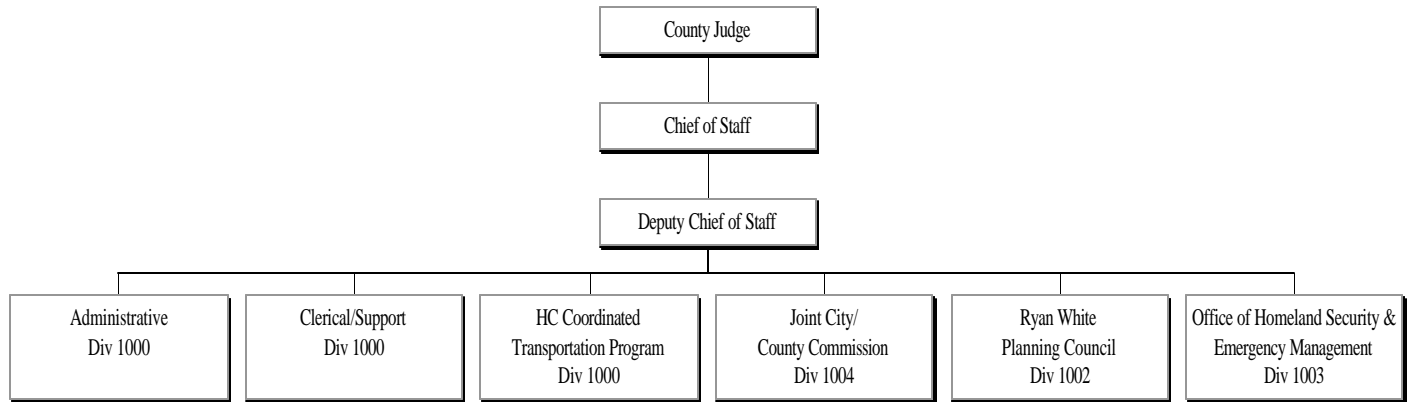 County Judge
Chief of Staff
Deputy Chief of Staff
Administrative
Div 1000
Clerical/Support
Div 1000
HC Coordinated
Transportation Program
Div 1000
Joint City/
County Commission
Div 1004
Ryan White
Planning Council
Div 1002
Office of Homeland Security &
Emergency Management
Div 1003